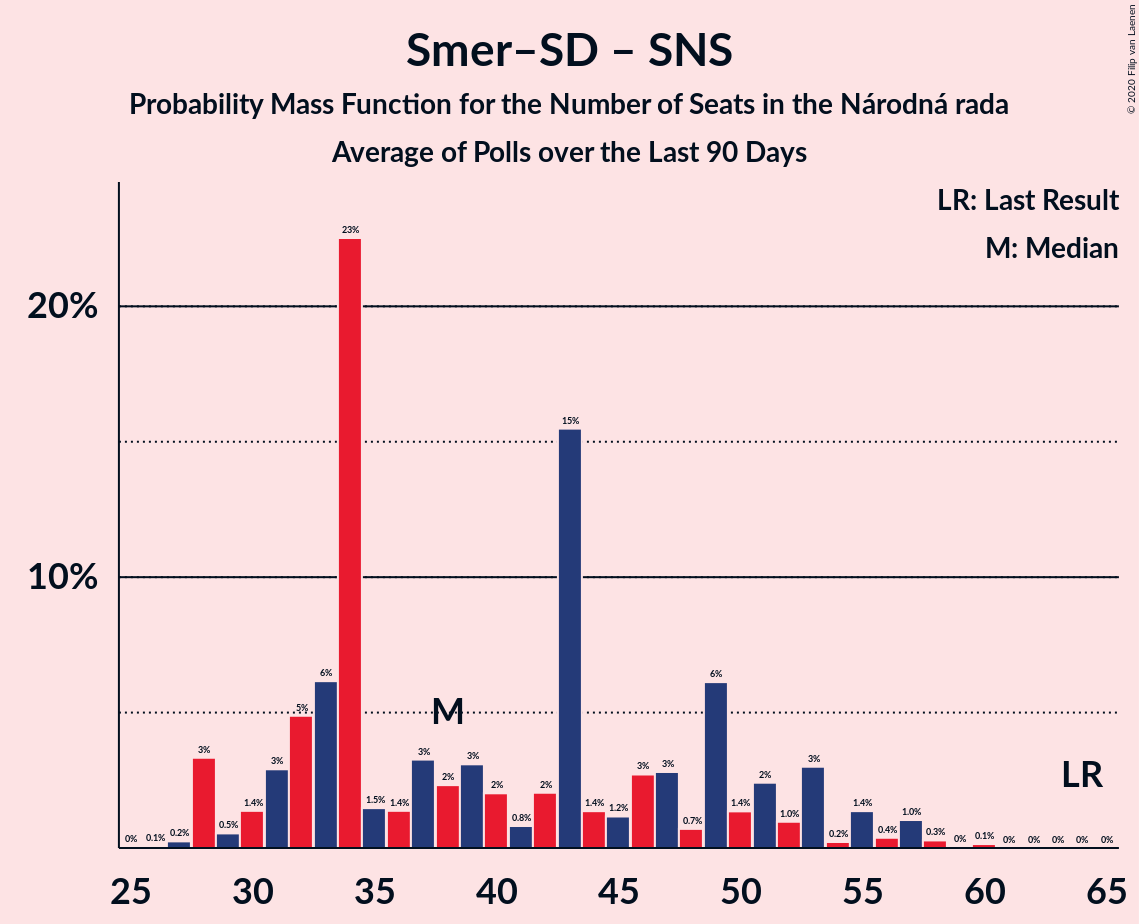 Smer–SD – SNS
Probability Mass Function for the Number of Seats in the Národná rada
Average of Polls over the Last 90 Days
© 2020 Filip van Laenen
LR: Last Result
M: Median
20%
10%
0% 0.1% 0.2% 3% 0.5% 1.4% 3% 5% 6% 23% 1.5% 1.4% 3% 2% 3% 2% 0.8% 2% 15% 1.4% 1.2% 3% 3% 0.7% 6% 1.4% 2% 1.0% 3% 0.2% 1.4% 0.4% 1.0% 0.3% 0% 0.1% 0% 0% 0% 0% 0%
M
LR
25 30 35 40 45 50 55 60 65